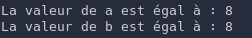 La valeur de a est égal à : 8
La valeur de b est égal à : 8